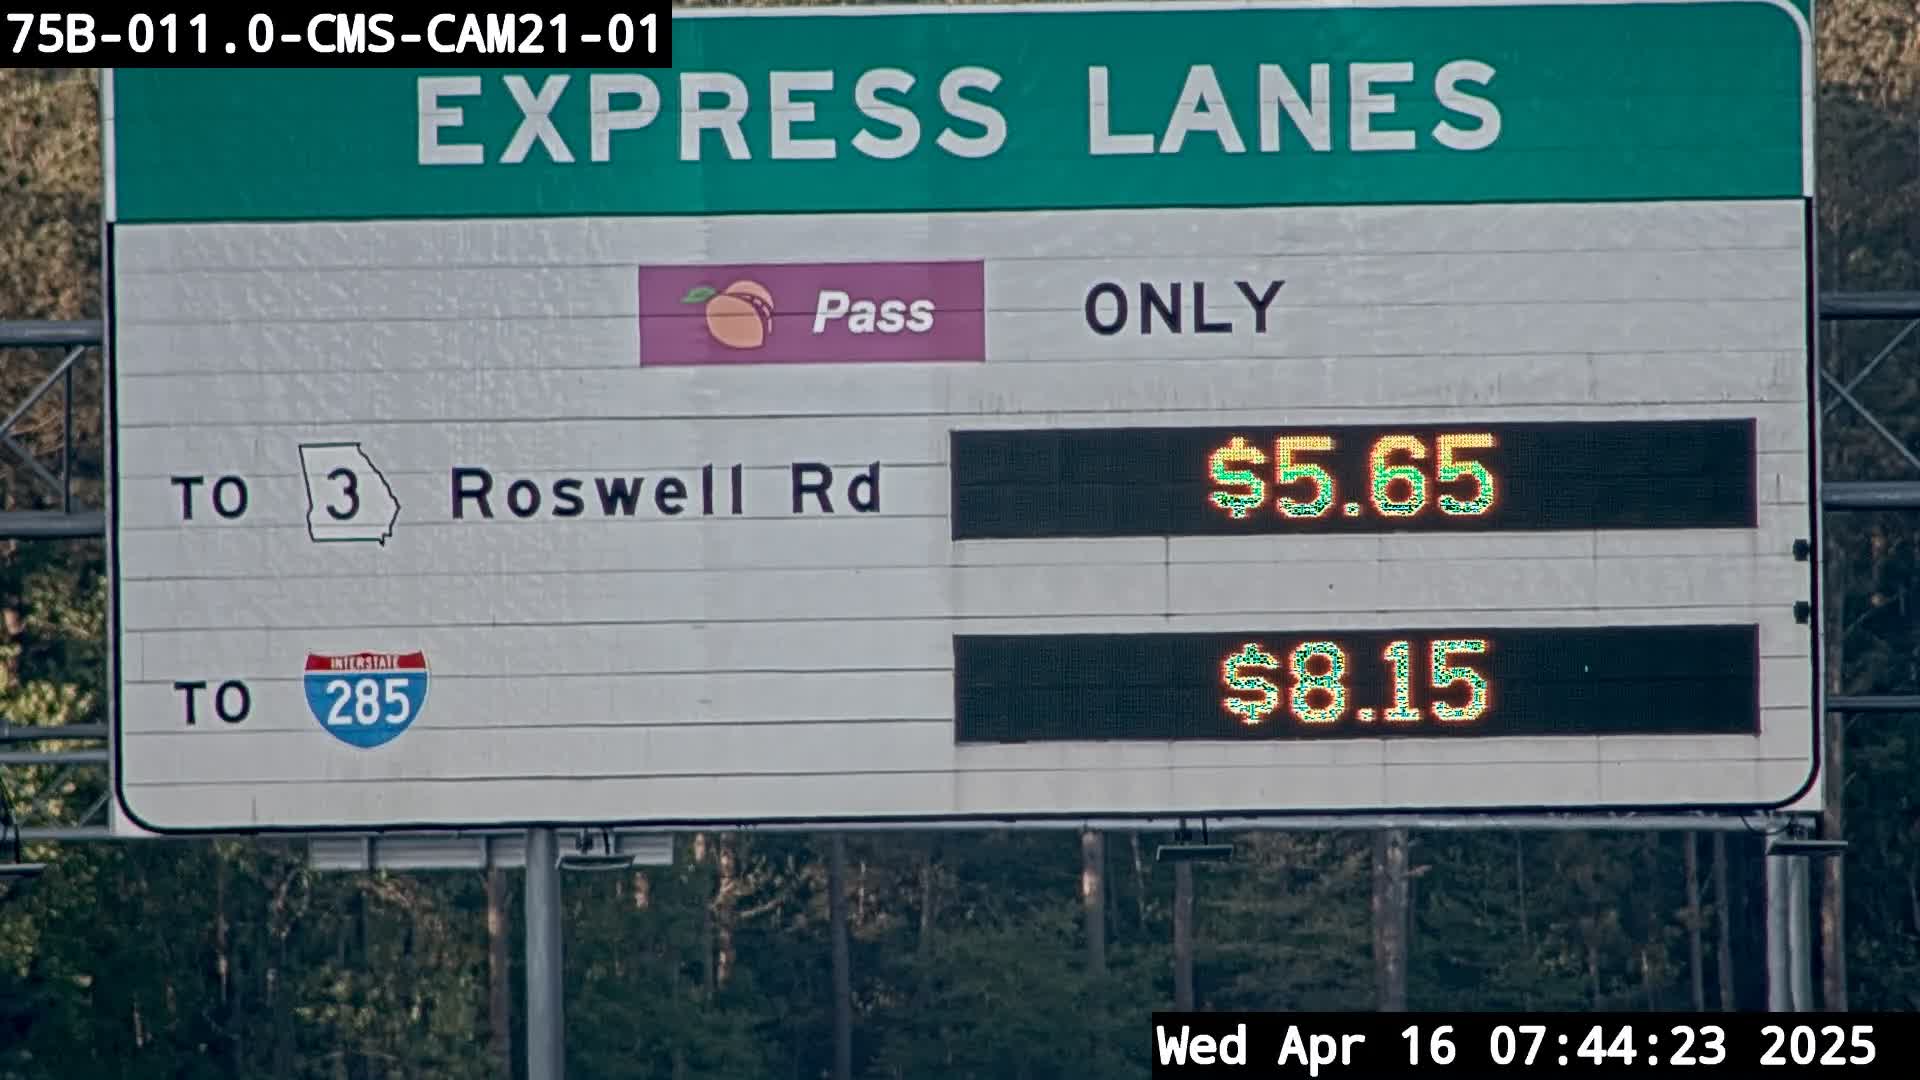 75B-011.0-CMS-CAM21-01
EXPRESS LANES
Pass ONLY
TO 3 Roswell Rd $5.65
TO INTERSTATE 285 $8.15
Wed Apr 16 07:44:23 2025